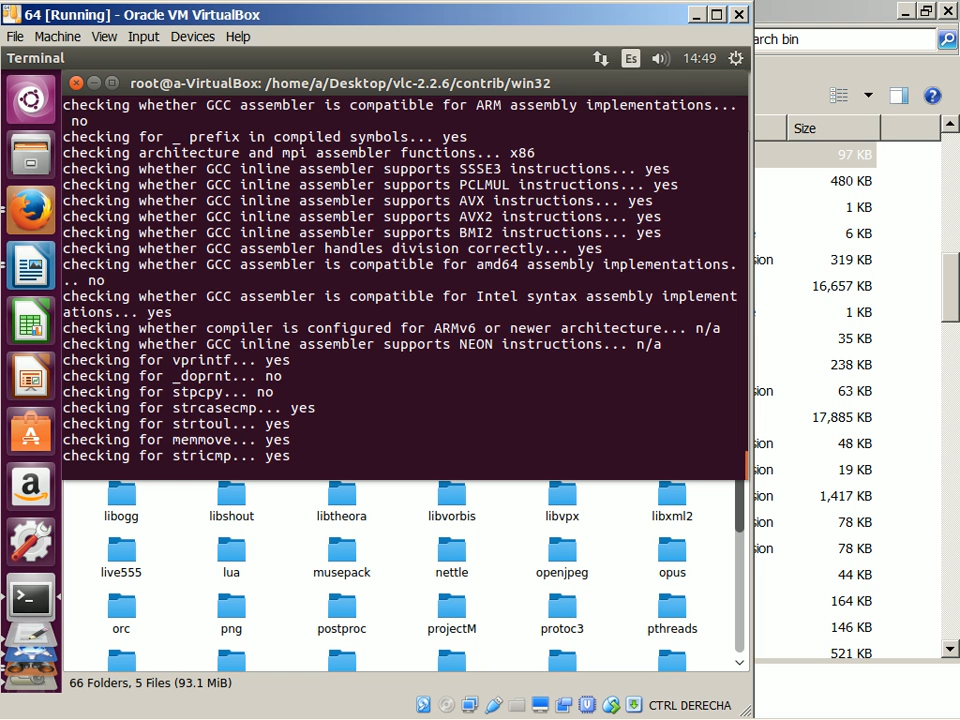 64 [Running] - Oracle VM VirtualBox
File Machine View Input Devices Help
arch bin
Terminal
Es
14:49
root@a-VirtualBox: /home/a/Desktop/vlc-2.2.6/contrib/win32
checking whether GCC assembler is compatible for ARM assembly implementations...
no
checking for _ prefix in compiled symbols... yes
checking architecture and mpi assembler functions... x86
checking whether GCC inline assembler supports SSSE3 instructions... yes
checking whether GCC inline assembler supports PCLMUL instructions... yes
checking whether GCC inline assembler supports AVX instructions... yes
checking whether GCC inline assembler supports AVX2 instructions... yes
checking whether GCC inline assembler supports BMI2 instructions... yes
checking whether GCC assembler handles division correctly... yes
checking whether GCC assembler is compatible for amd64 assembly implementations.
.. no
checking whether GCC assembler is compatible for Intel syntax assembly implement
ations... yes
checking whether compiler is configured for ARMv6 or newer architecture... n/a
checking whether GCC inline assembler supports NEON instructions... n/a
checking for vprintf... yes
checking for _doprnt... no
checking for stpcpy... no
checking for strcasecmp... yes
checking for strtoul... yes
checking for memmove... yes
checking for stricmp... yes
libogg libshout libtheora libvorbis libvpx libxml2
live555 lua musepack nettle openjpeg opus
orc png postproc projectM protoc3 pthreads
66 Folders, 5 Files (93.1 MiB)
CTRL DERECHA
Size
97 KB
480 KB
1 KB
6 KB
sion 319 KB
16,657 KB
1 KB
35 KB
238 KB
sion 63 KB
17,885 KB
sion 48 KB
sion 19 KB
sion 1,417 KB
sion 78 KB
sion 78 KB
44 KB
164 KB
146 KB
521 KB